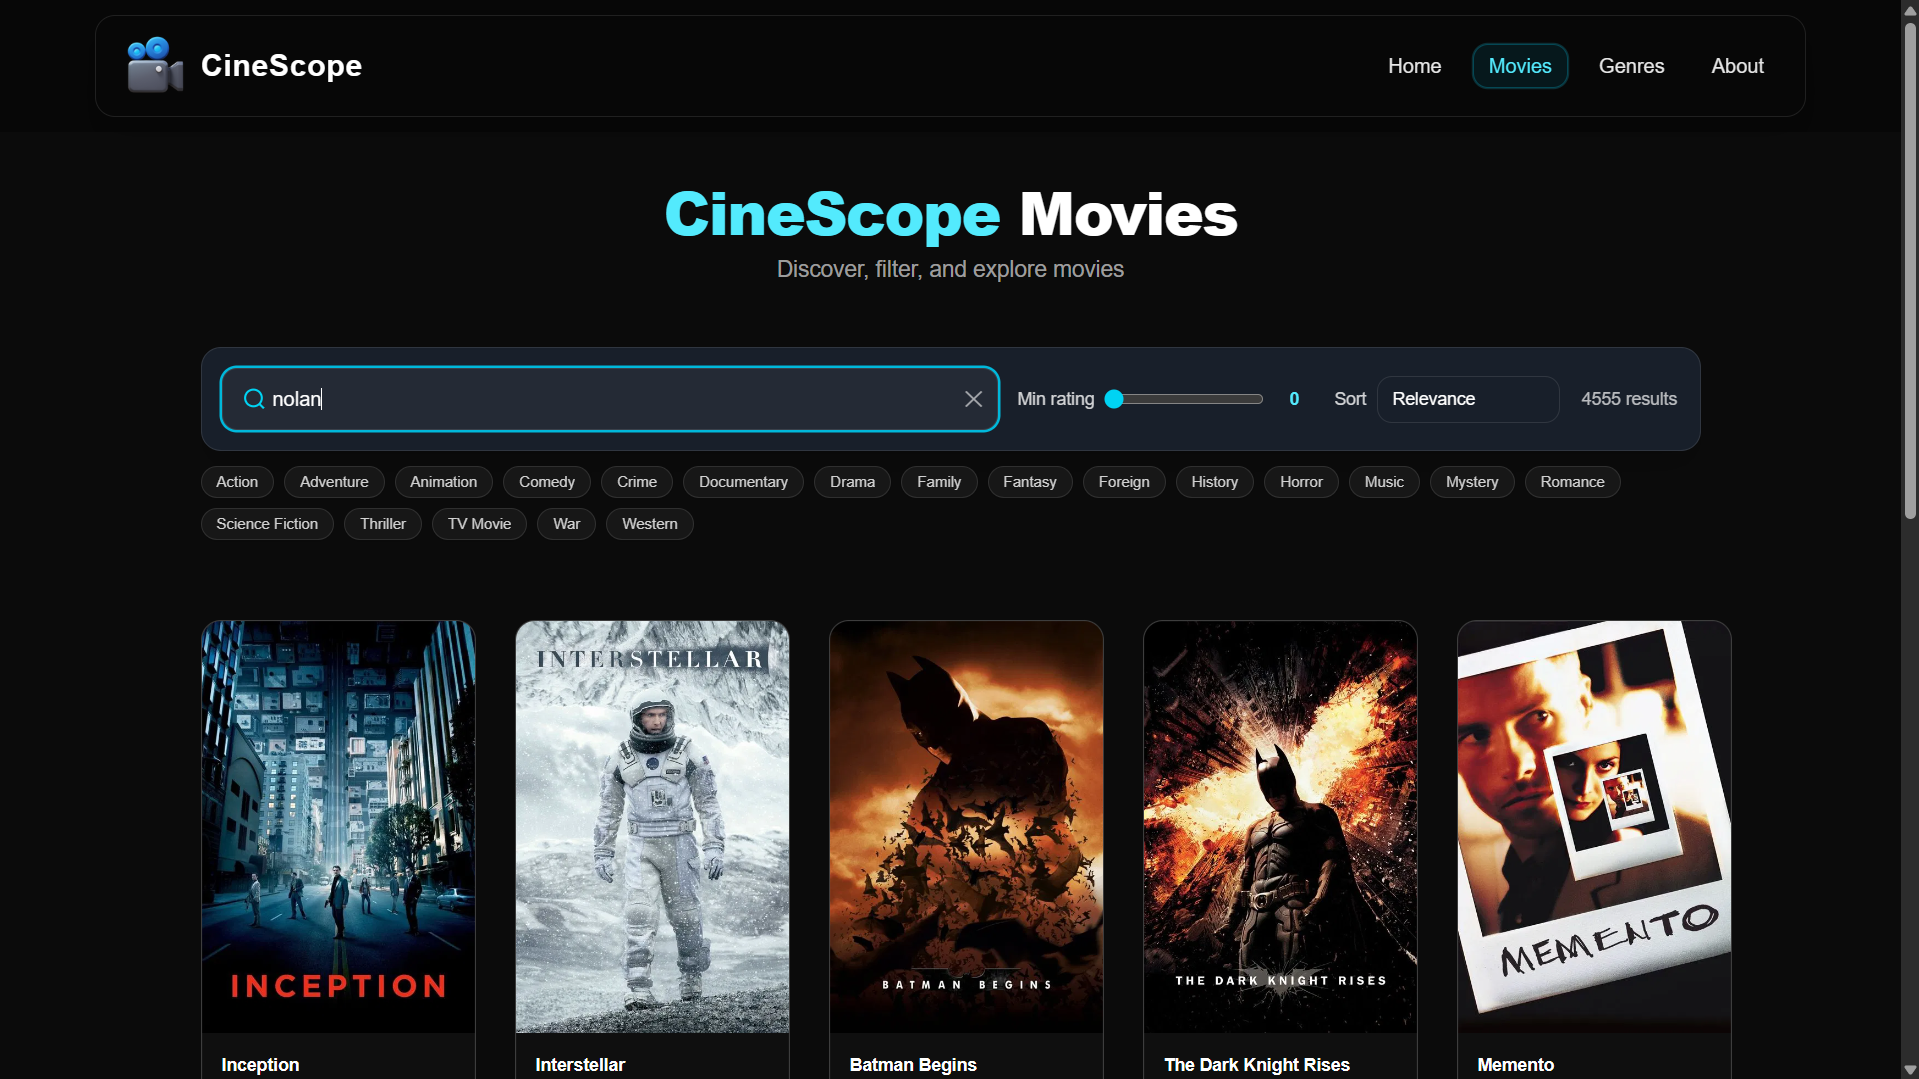 CineScope
Home Movies Genres About
CineScope Movies
Discover, filter, and explore movies
nolan Min rating 0 Sort Relevance 4555 results
Action Adventure Animation Comedy Crime Documentary Drama Family Fantasy Foreign History Horror Music Mystery Romance
Science Fiction Thriller TV Movie War Western
INCEPTION
INTERSTELLAR
BATMAN BEGINS
THE DARK KNIGHT RISES
MEMENTO
Inception Interstellar Batman Begins The Dark Knight Rises Memento